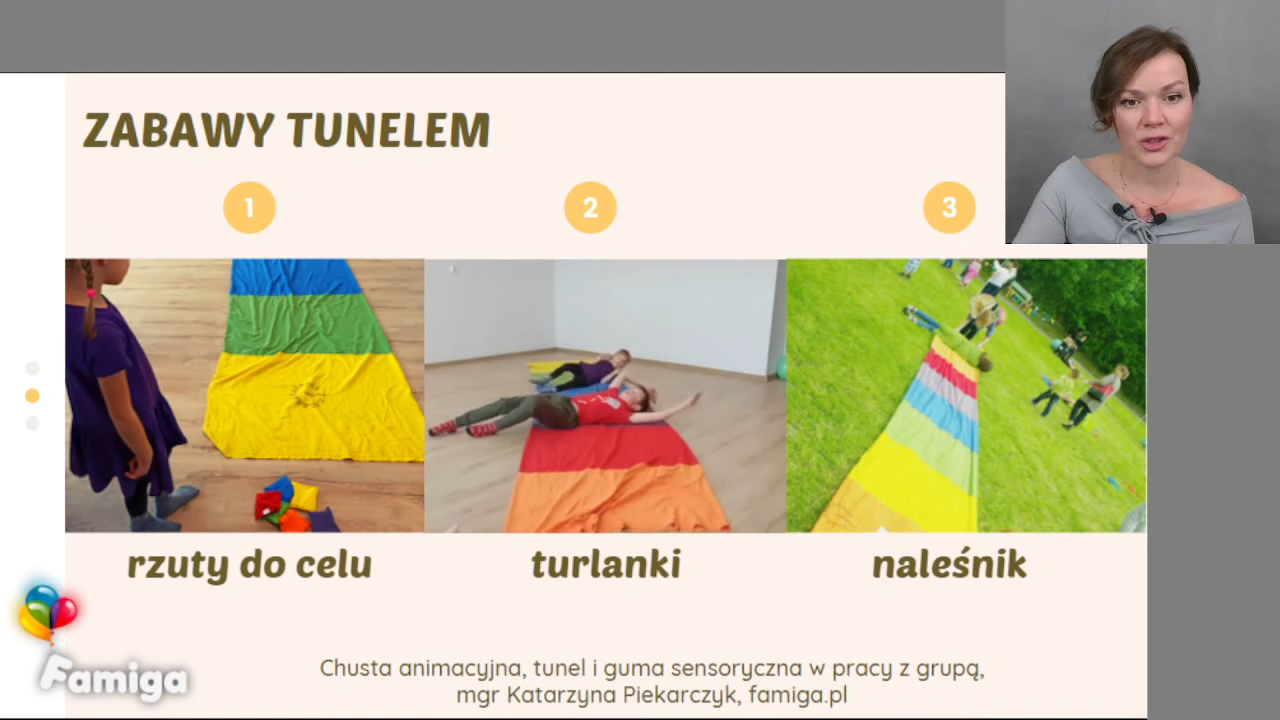 ZABAWY TUNELEM
1
2
3
rzuty do celu
turlanki
naleśnik
Famiga
Chusta animacyjna, tunel i guma sensoryczna w pracy z grupą,
mgr Katarzyna Piekarczyk, famiga.pl